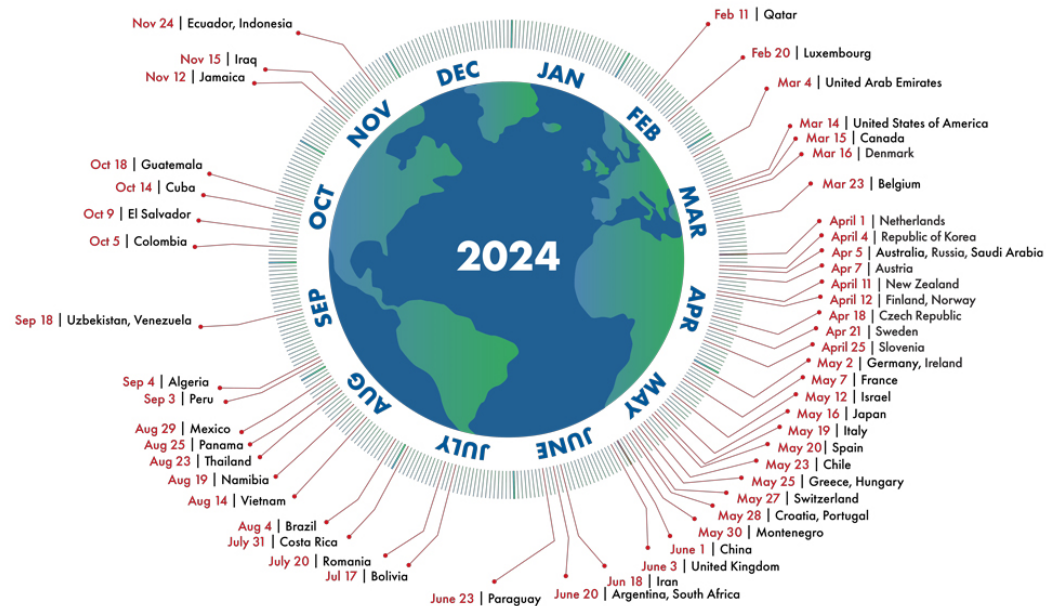 2024
JAN
FEB
MAR
APR
MAY
JUNE
JULY
AUG
SEP
OCT
NOV
DEC
Feb 11 | Qatar
Feb 20 | Luxembourg
Mar 4 | United Arab Emirates
Mar 14 | United States of America
Mar 15 | Canada
Mar 16 | Denmark
Mar 23 | Belgium
April 1 | Netherlands
April 4 | Republic of Korea
Apr 5 | Australia, Russia, Saudi Arabia
Apr 7 | Austria
April 11 | New Zealand
April 12 | Finland, Norway
Apr 18 | Czech Republic
Apr 21 | Sweden
April 25 | Slovenia
May 2 | Germany, Ireland
May 7 | France
May 12 | Israel
May 16 | Japan
May 19 | Italy
May 20| Spain
May 23 | Chile
May 25 | Greece, Hungary
May 27 | Switzerland
May 28 | Croatia, Portugal
May 30 | Montenegro
June 1 | China
June 3 | United Kingdom
Jun 18 | Iran
June 20 | Argentina, South Africa
June 23 | Paraguay
Jul 17 | Bolivia
July 20 | Romania
July 31 | Costa Rica
Aug 4 | Brazil
Aug 14 | Vietnam
Aug 19 | Namibia
Aug 23 | Thailand
Aug 25 | Panama
Aug 29 | Mexico
Sep 3 | Peru
Sep 4 | Algeria
Sep 18 | Uzbekistan, Venezuela
Oct 5 | Colombia
Oct 9 | El Salvador
Oct 14 | Cuba
Oct 18 | Guatemala
Nov 12 | Jamaica
Nov 15 | Iraq
Nov 24 | Ecuador, Indonesia